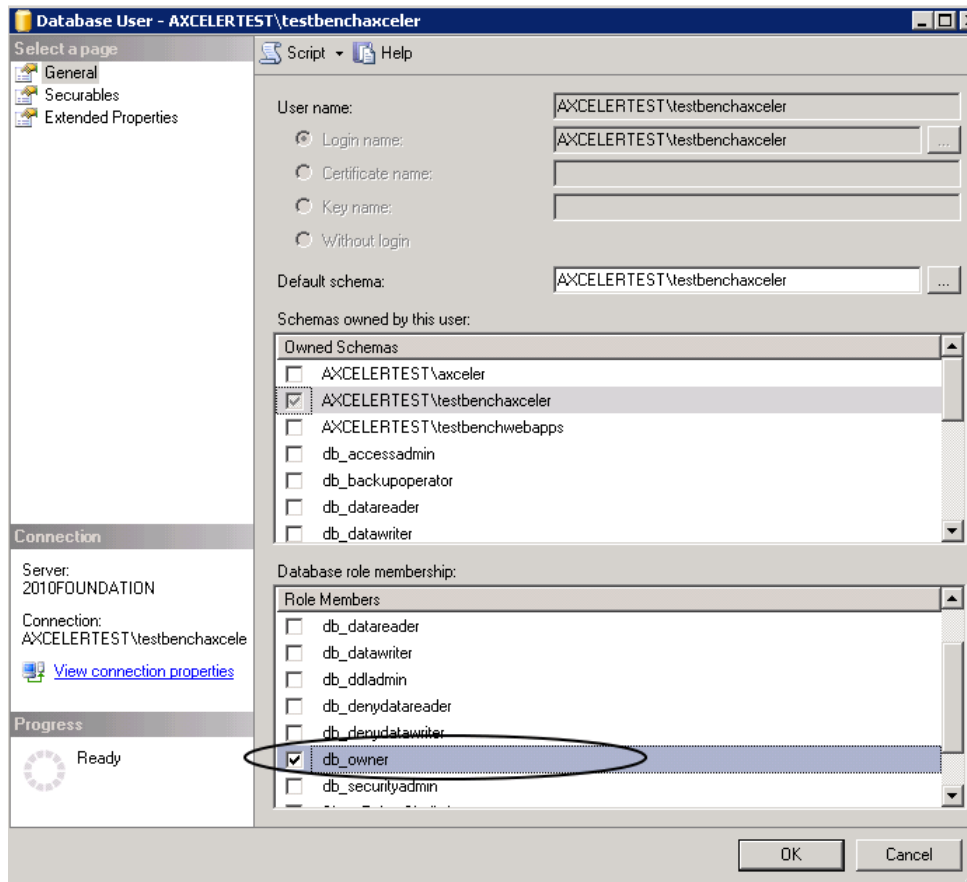 Database User - AXCELERTEST\testbenchaxceler
Select a page
General
Securables
Extended Properties
Script
Help
User name:
AXCELERTEST\testbenchaxceler
Login name:
AXCELERTEST\testbenchaxceler
...
Certificate name:
Key name:
Without login
Default schema:
AXCELERTEST\testbenchaxceler
...
Schemas owned by this user:
Owned Schemas
AXCELERTEST\axceler
AXCELERTEST\testbenchaxceler
AXCELERTEST\testbenchwebapps
db_accessadmin
db_backupoperator
db_datareader
db_datawriter
Connection
Server:
2010FOUNDATION
Connection:
AXCELERTEST\testbenchaxcele
View connection properties
Progress
Ready
Database role membership:
Role Members
db_datareader
db_datawriter
db_ddladmin
db_denydatareader
db_denydatawriter
db_owner
db_securityadmin
OK
Cancel